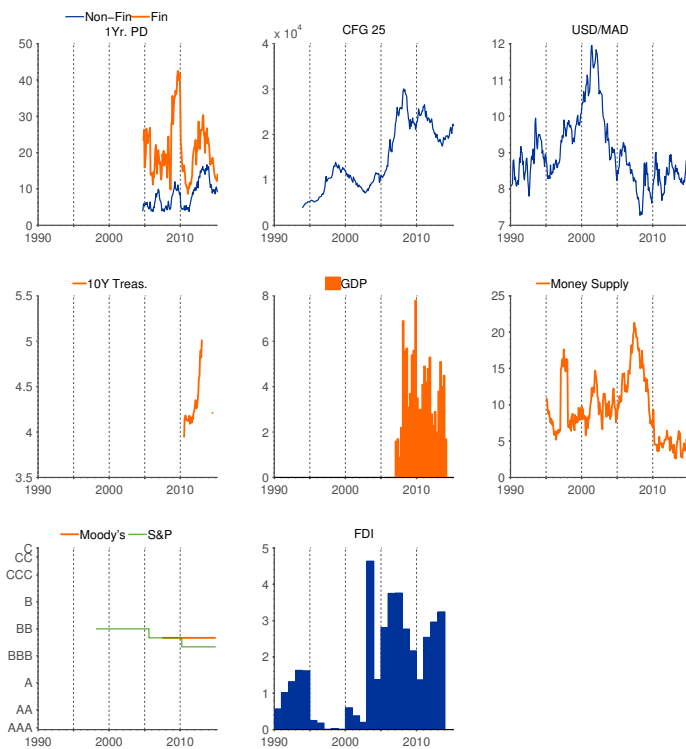 Non-Fin Fin
1Yr. PD
50
40
30
20
10
0
1990 2000 2010
x 10^4
CFG 25
4
3
2
1
0
1990 2000 2010
USD/MAD
12
11
10
9
8
7
1990 2000 2010
10Y Treas.
5.5
5
4.5
4
3.5
1990 2000 2010
GDP
8
6
4
2
0
1990 2000 2010
Money Supply
25
20
15
10
5
0
1990 2000 2010
Moody's S&P
C
CC
CCC
B
BB
BBB
A
AA
AAA
1990 2000 2010
FDI
5
4
3
2
1
0
1990 2000 2010